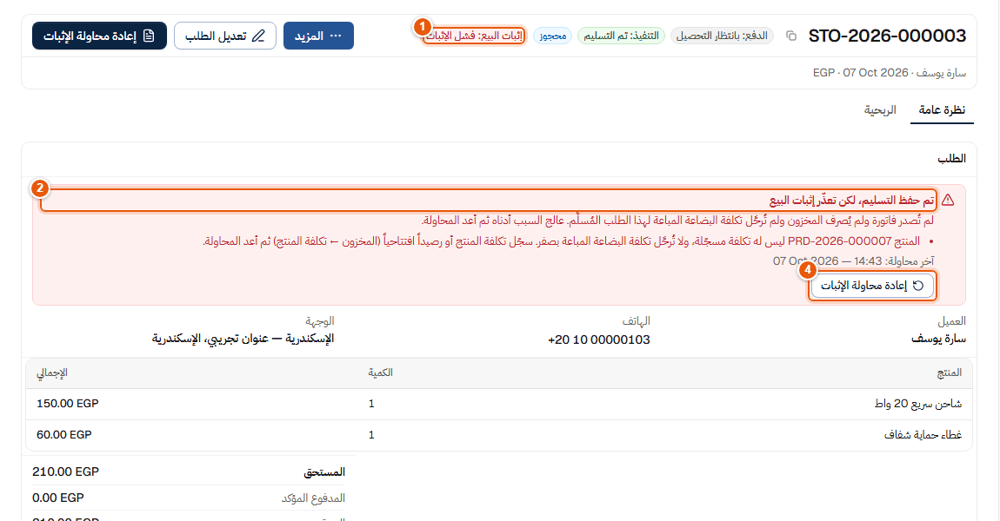 STO-2026-000003
الدفع: بانتظار التحصيل
التنفيذ: تم التسليم
محجوز
إثبات البيع: فشل الإثبات
1
المزيد
تعديل الطلب
إعادة محاولة الإثبات
سارة يوسف · EGP · 07 Oct 2026
نظرة عامة
الربحية
الطلب
2
تم حفظ التسليم، لكن تعذّر إثبات البيع
لم تُصدر فاتورة ولم يُصرف المخزون ولم تُرحَّل تكلفة البضاعة المباعة لهذا الطلب المُسلَّم. عالج السبب أدناه ثم أعد المحاولة.
• المنتج PRD-2026-000007 ليس له تكلفة مسجّلة، ولا تُرحَّل تكلفة البضاعة المباعة بصفر. سجّل تكلفة المنتج أو رصيداً افتتاحياً (المخزون ← تكلفة المنتج) ثم أعد المحاولة.
آخر محاولة: 14:43 — 07 Oct 2026
4
إعادة محاولة الإثبات
العميل
سارة يوسف
الهاتف
+20 10 00000103
الوجهة
الإسكندرية — عنوان تجريبي، الإسكندرية
المنتج الكمية الإجمالي
شاحن سريع 20 واط 1 150.00 EGP
غطاء حماية شفاف 1 60.00 EGP
المستحق 210.00 EGP
المدفوع المؤكد 0.00 EGP